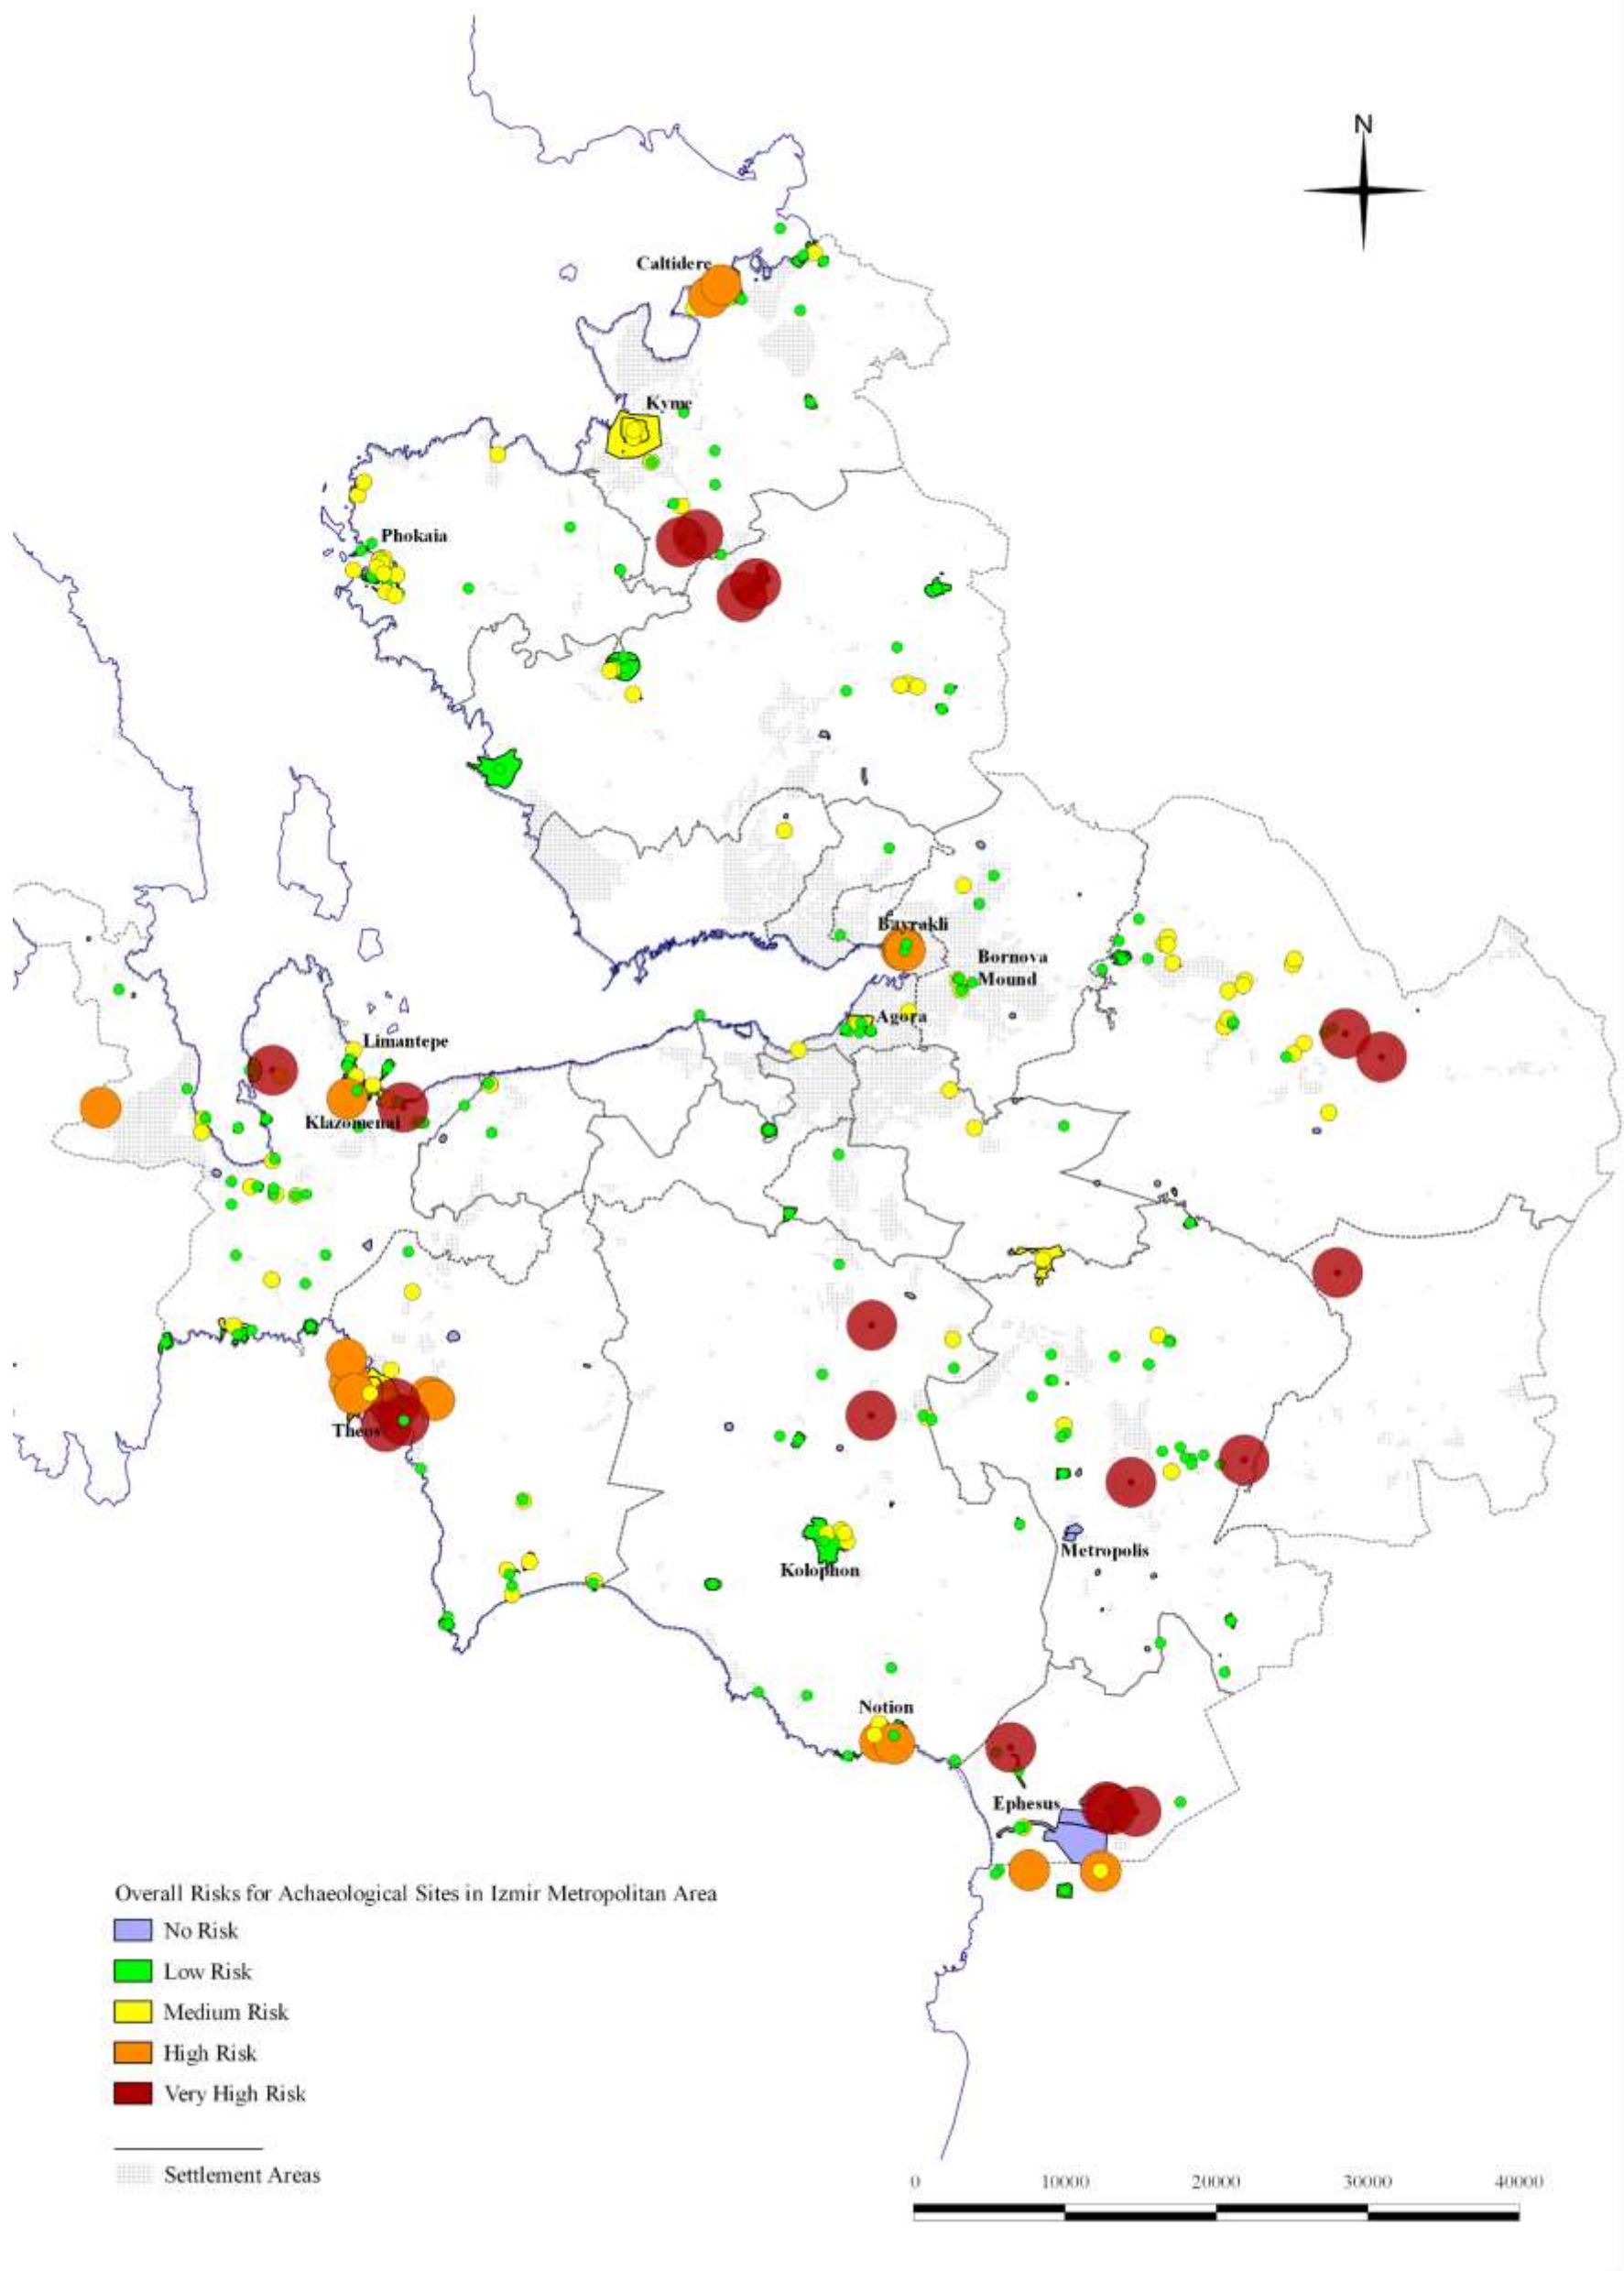 N
Caltidere
Kyme
Phokaia
Bayrakli
Bornova
Mound
Agora
Limantepe
Klazomenai
Theos
Metropolis
Kolophon
Notion
Ephesus
Overall Risks for Achaeological Sites in Izmir Metropolitan Area
No Risk
Low Risk
Medium Risk
High Risk
Very High Risk
Settlement Areas
0 10000 20000 30000 40000